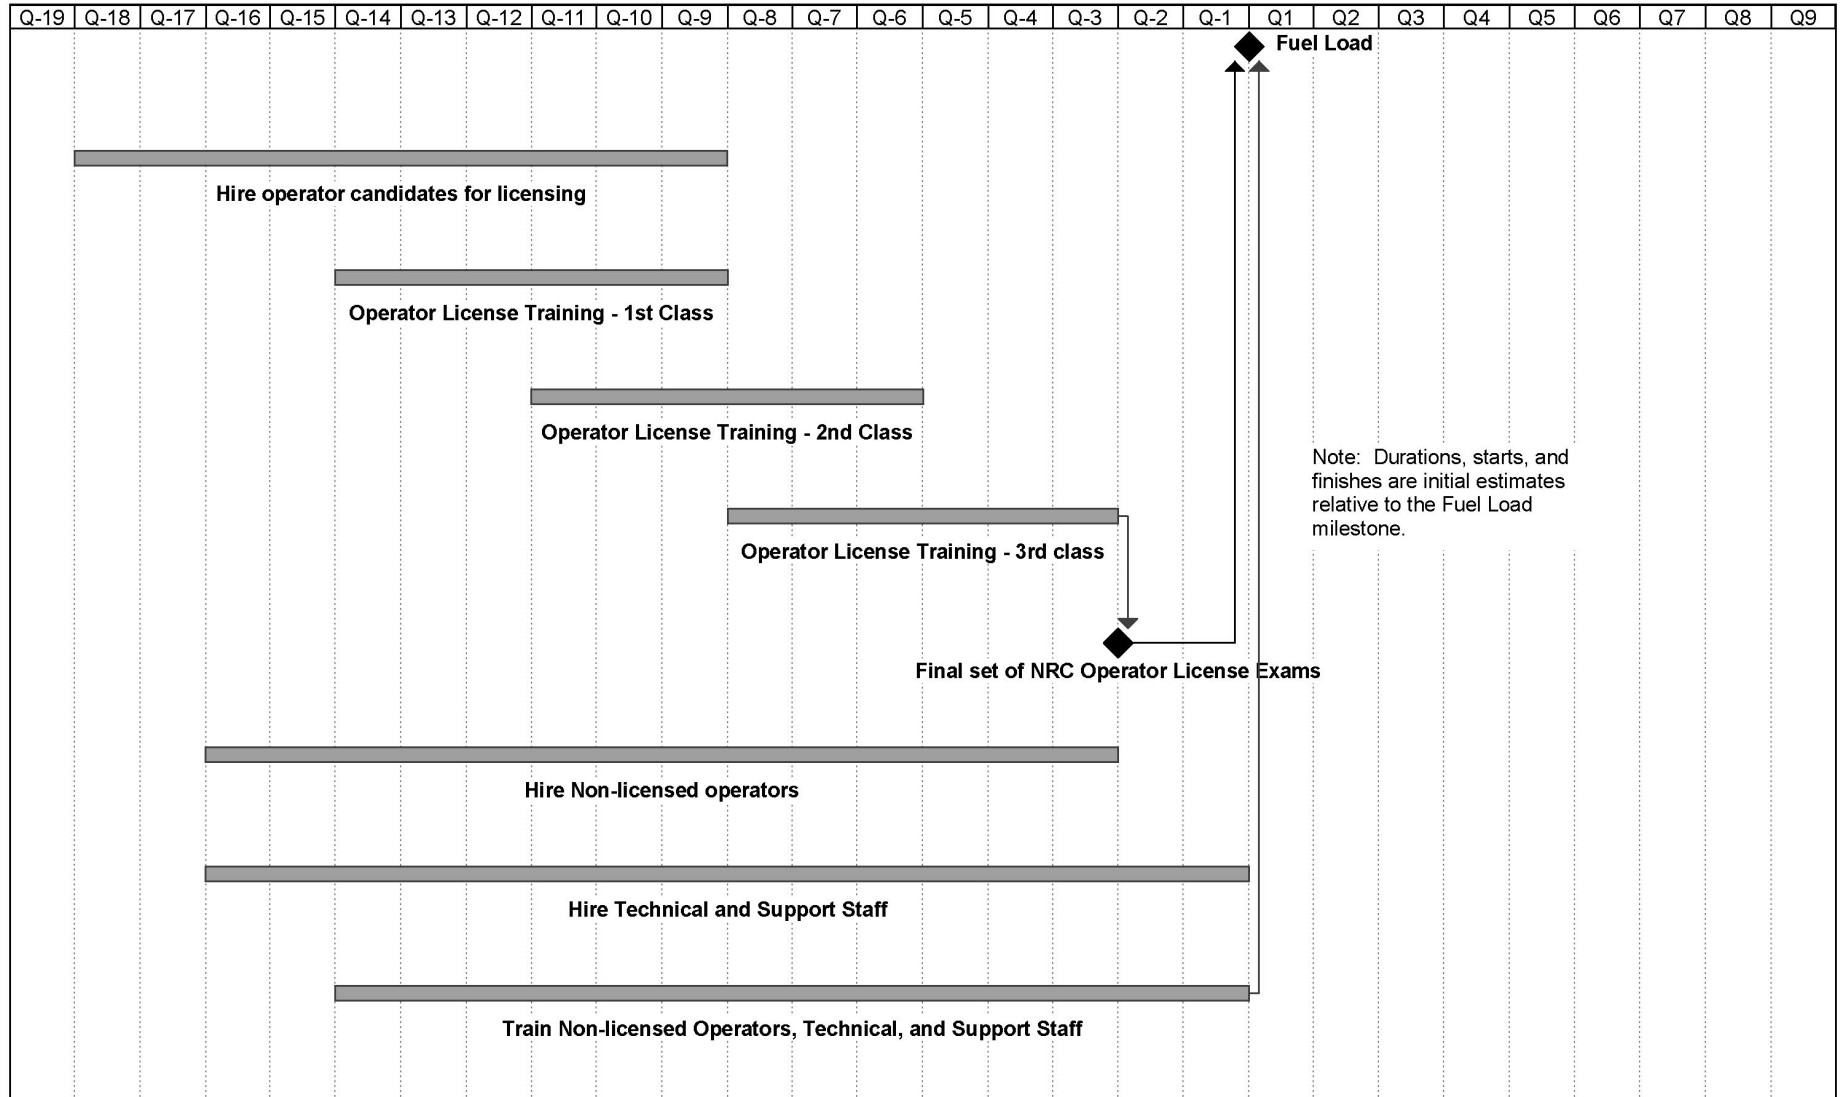 Q-19 Q-18 Q-17 Q-16 Q-15 Q-14 Q-13 Q-12 Q-11 Q-10 Q-9 Q-8 Q-7 Q-6 Q-5 Q-4 Q-3 Q-2 Q-1 Q1 Q2 Q3 Q4 Q5 Q6 Q7 Q8 Q9
Fuel Load
Hire operator candidates for licensing
Operator License Training - 1st Class
Operator License Training - 2nd Class
Note: Durations, starts, and
finishes are initial estimates
relative to the Fuel Load
milestone.
Operator License Training - 3rd class
Final set of NRC Operator License Exams
Hire Non-licensed operators
Hire Technical and Support Staff
Train Non-licensed Operators, Technical, and Support Staff